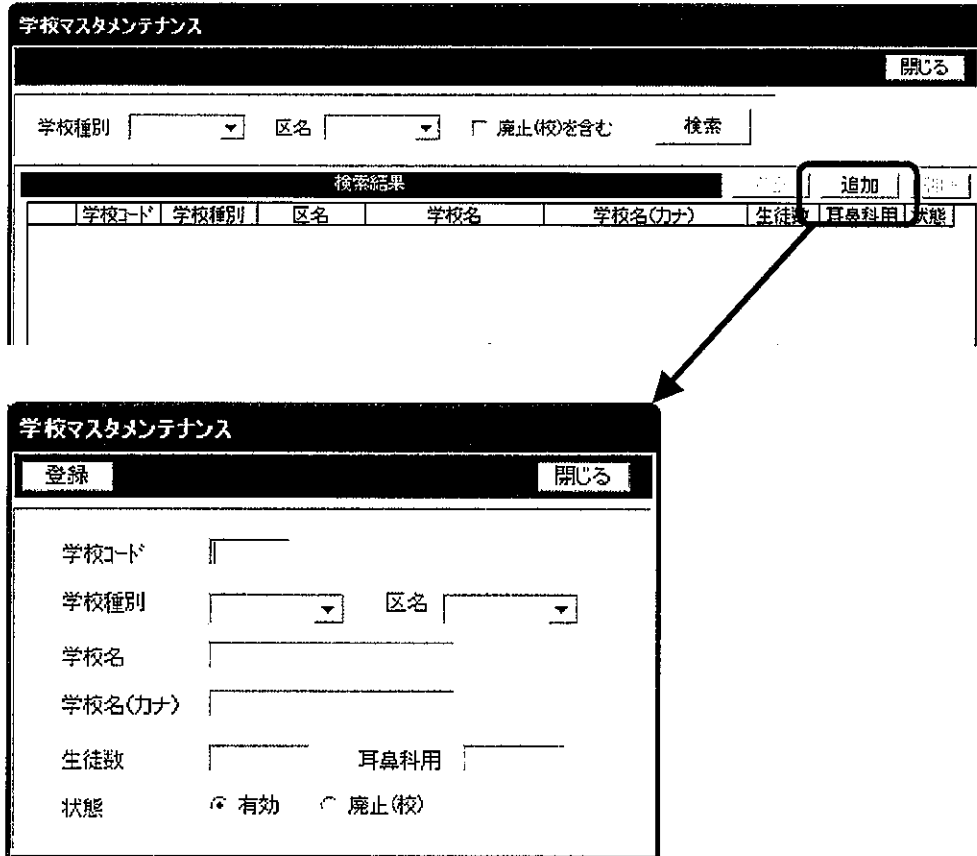 学校マスタメンテナンス
閉じる
学校種別 区名 廃止(校)を含む 検索
検索結果 追加
学校コード 学校種別 区名 学校名 学校名(カナ) 生徒数 耳鼻科用 状態
学校マスタメンテナンス
登録 閉じる
学校コード
学校種別 区名
学校名
学校名(カナ)
生徒数 耳鼻科用
状態 有効 廃止(校)